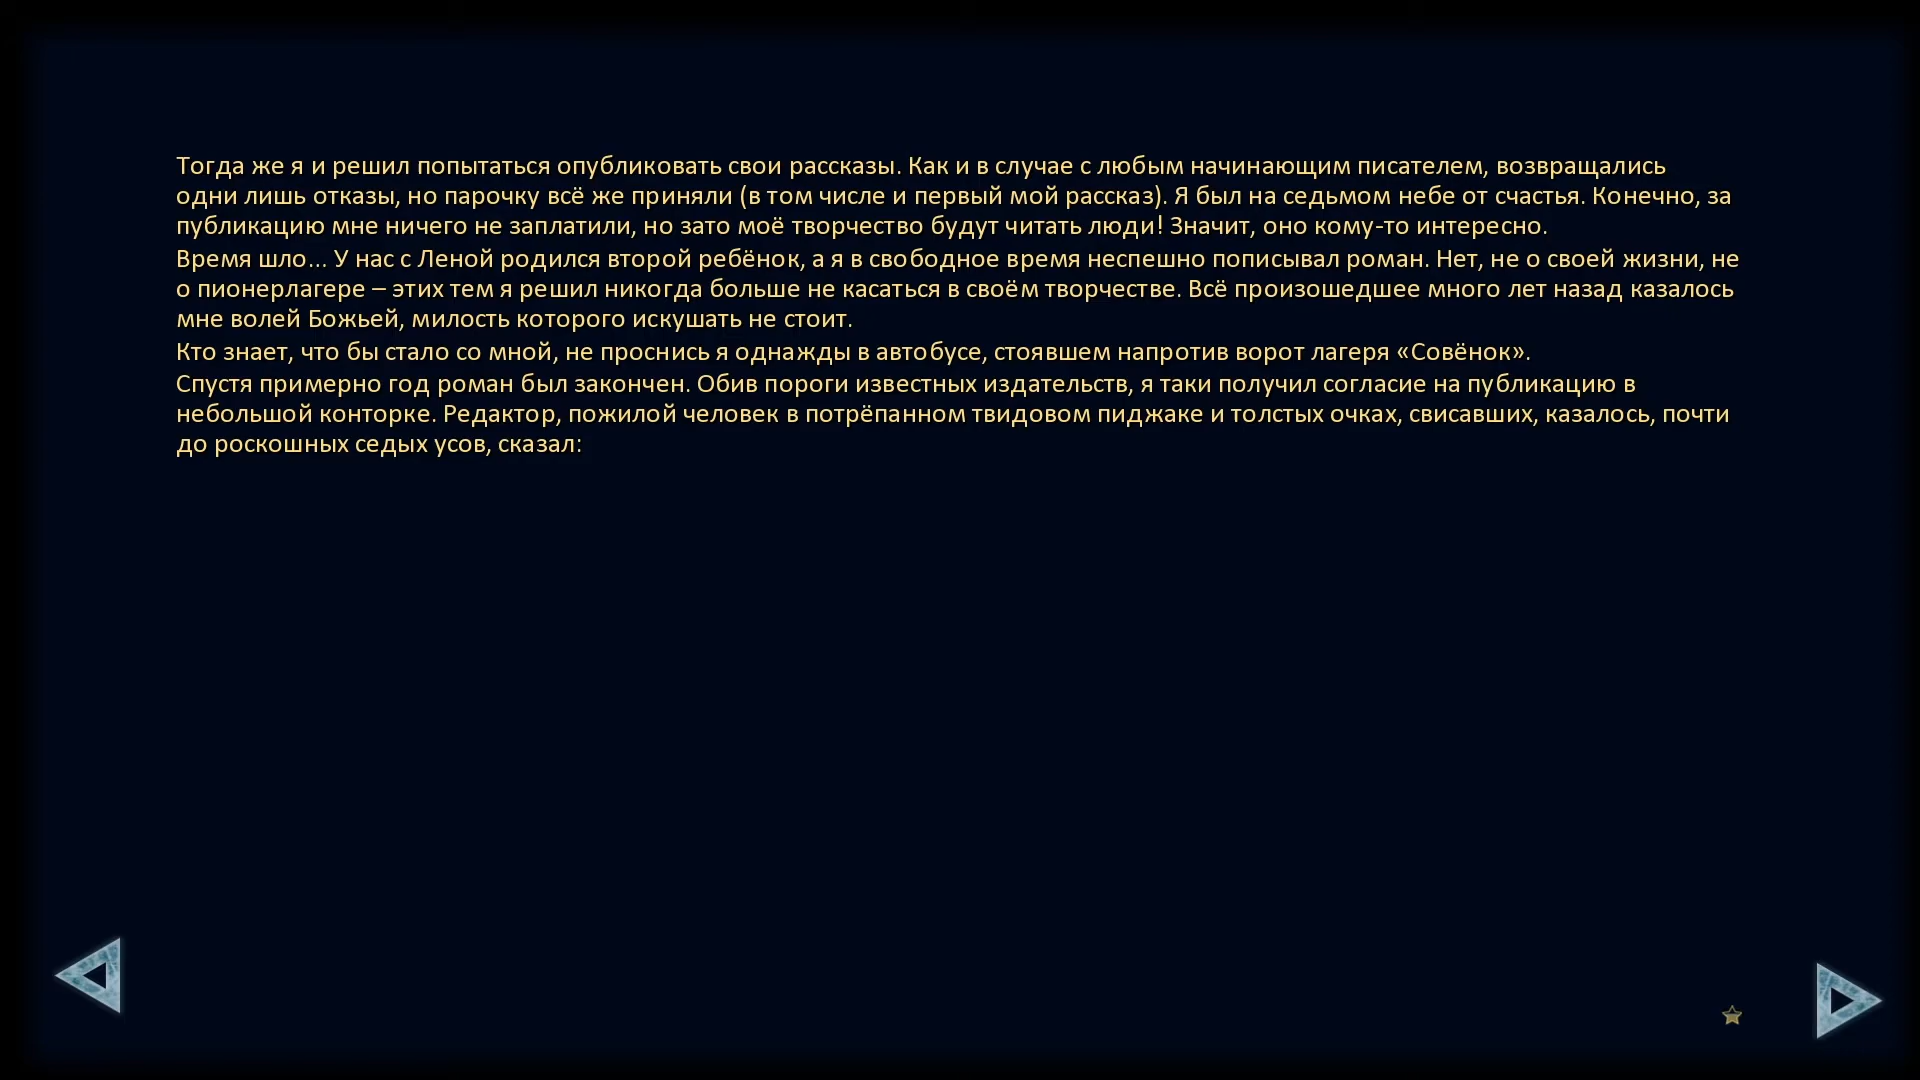 Тогда же я и решил попытаться опубликовать свои рассказы. Как и в случае с любым начинающим писателем, возвращались
одни лишь отказы, но парочку всё же приняли (в том числе и первый мой рассказ). Я был на седьмом небе от счастья. Конечно, за
публикацию мне ничего не заплатили, но зато моё творчество будут читать люди! Значит, оно кому-то интересно.
Время шло... У нас с Леной родился второй ребёнок, а я в свободное время неспешно пописывал роман. Нет, не о своей жизни, не
о пионерлагере – этих тем я решил никогда больше не касаться в своём творчестве. Всё произошедшее много лет назад казалось
мне волей Божьей, милость которого искушать не стоит.
Кто знает, что бы стало со мной, не проснись я однажды в автобусе, стоявшем напротив ворот лагеря «Совёнок».
Спустя примерно год роман был закончен. Обив пороги известных издательств, я таки получил согласие на публикацию в
небольшой конторке. Редактор, пожилой человек в потрёпанном твидовом пиджаке и толстых очках, свисавших, казалось, почти
до роскошных седых усов, сказал: